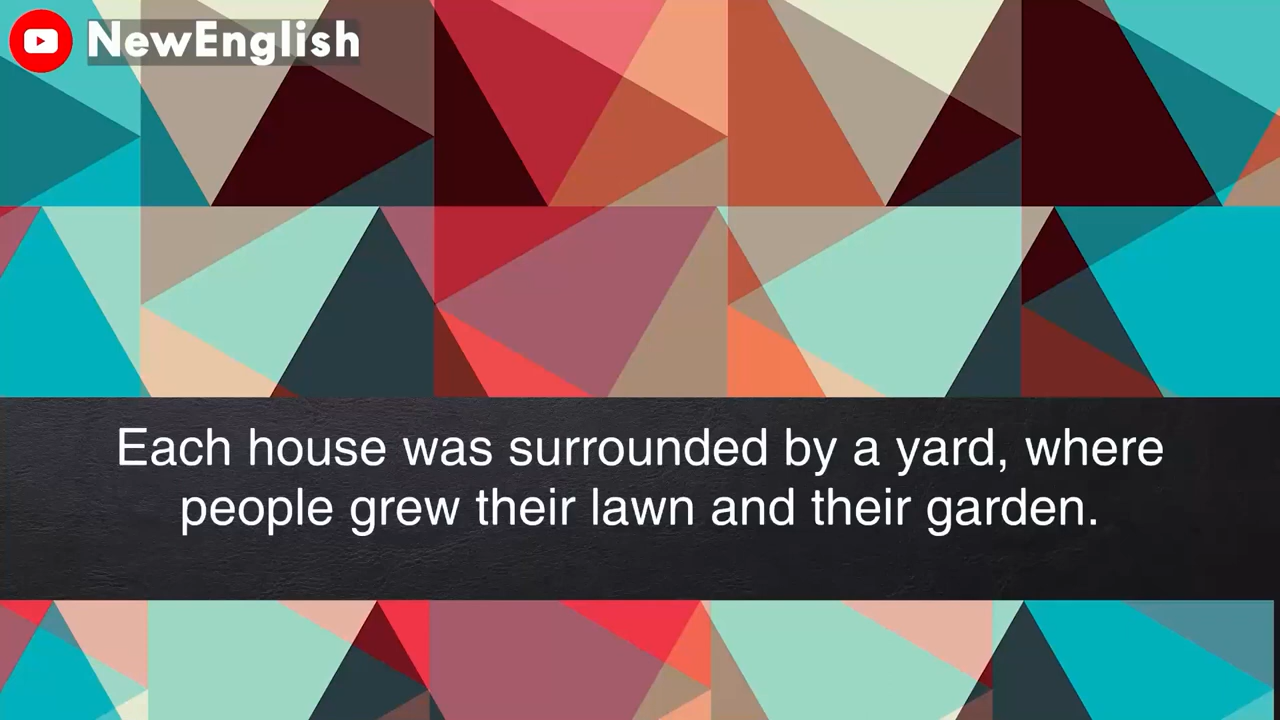 NewEnglish
Each house was surrounded by a yard, where
people grew their lawn and their garden.